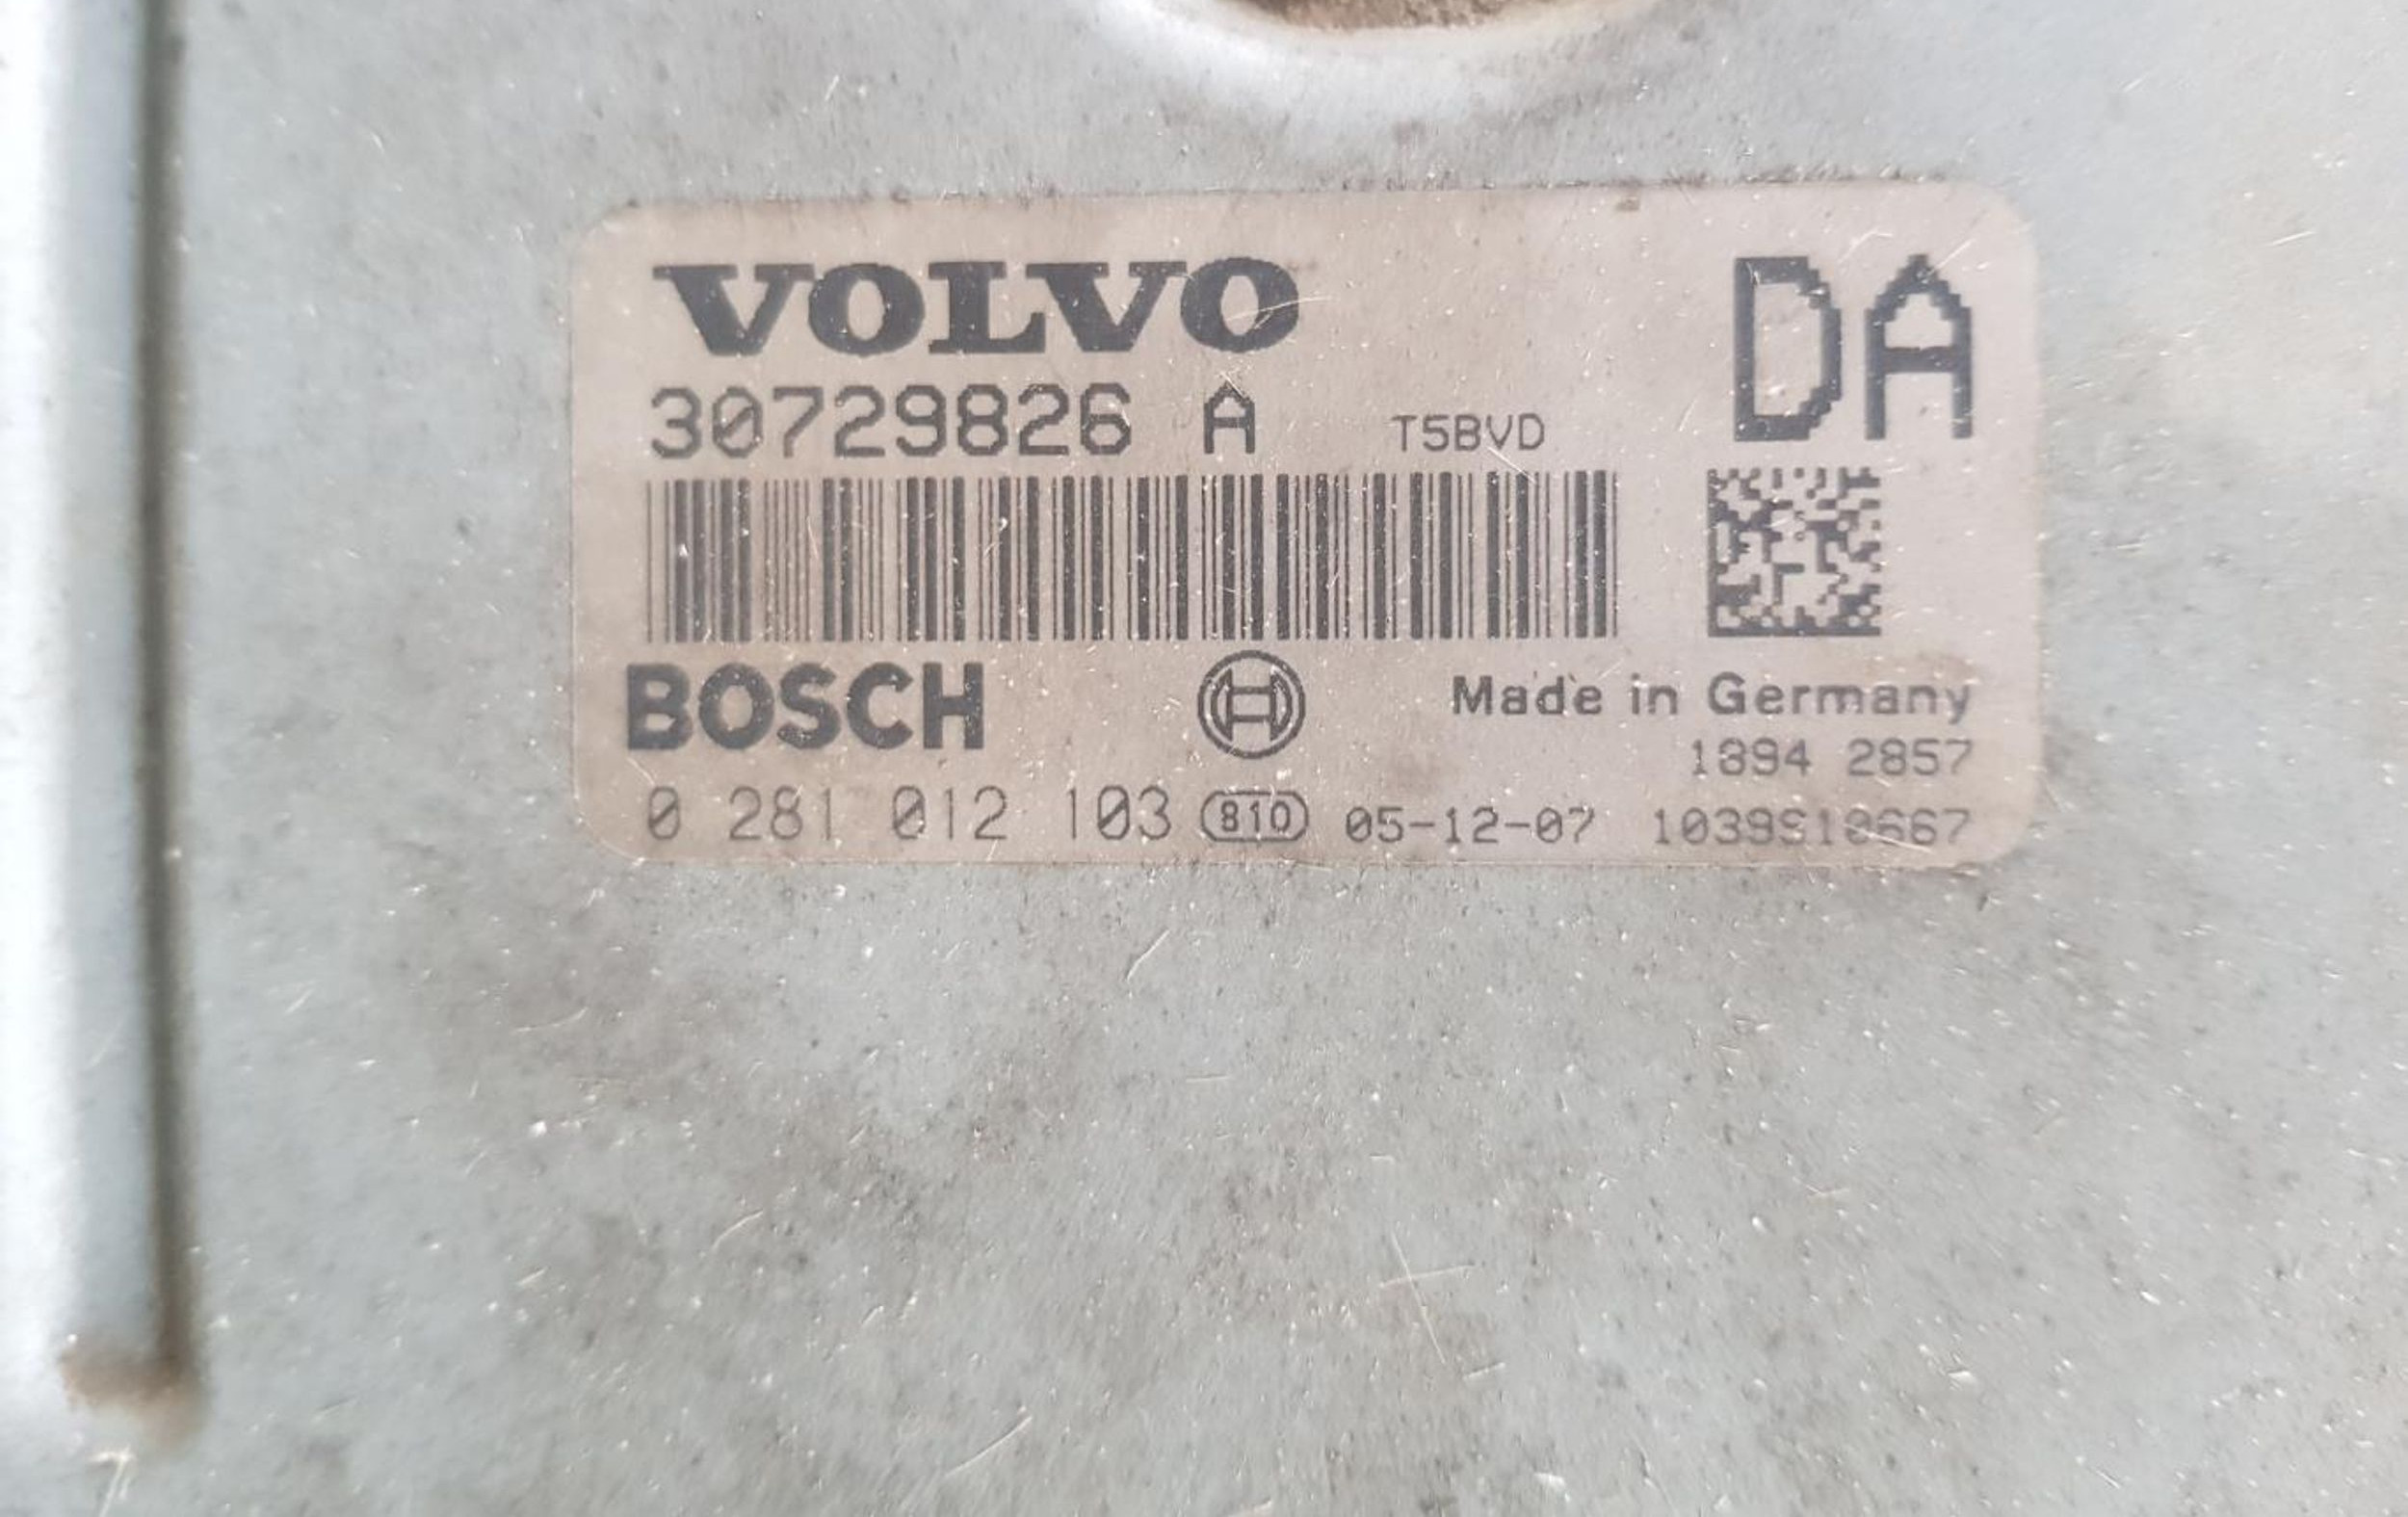 VOLVO
DA
30729826 A T5BVD
BOSCH Made in Germany
1894 2857
0 281 012 103 810 05-12-07 1039S10667